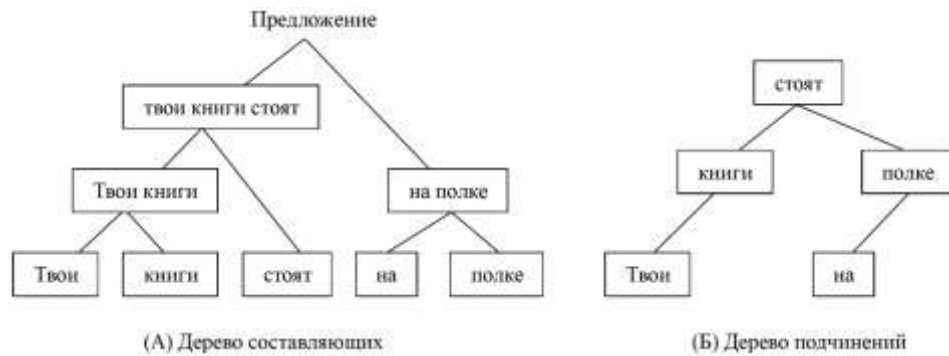 Предложение
твои книги стоят
Твои книги
на полке
Твои
книги
стоят
на
полке
(А) Дерево составляющих
стоят
книги
полке
Твои
на
(Б) Дерево подчинений